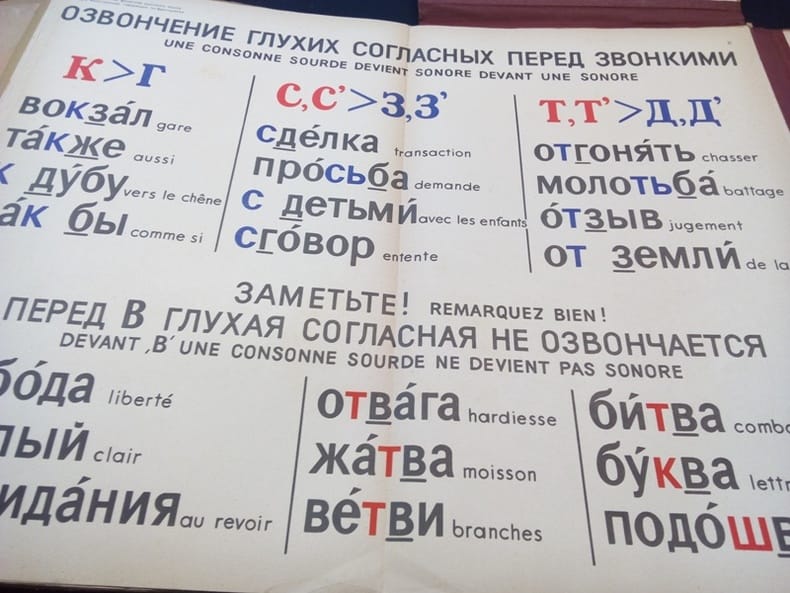 ОЗВОНЧЕНИЕ ГЛУХИХ СОГЛАСНЫХ ПЕРЕД ЗВОНКИМИ
UNE CONSONNE SOURDE DEVIENT SONORE DEVANT UNE SONORE
К>Г
вокза́л gare
та́кже aussi
к ду́бу vers le chêne
а́к бы comme si
С,С’>З,З’
сде́лка transaction
про́сьба demande
с детьми́ avec les enfants
сго́вор entente
Т,Т’>Д,Д’
отгоня́ть chasser
молотьба́ battage
о́тзыв jugement
от земли́ de la
ЗАМЕТЬТЕ! REMARQUEZ BIEN!
ПЕРЕД В ГЛУХАЯ СОГЛАСНАЯ НЕ ОЗВОНЧАЕТСЯ
DEVANT ‚В’ UNE CONSONNE SOURDE NE DEVIENT PAS SONORE
бо́да liberté
лый clair
ида́ния au revoir
отва́га hardiesse
жа́тва moisson
ве́тви branches
би́тва comb
бу́ква lettr
подо́шв